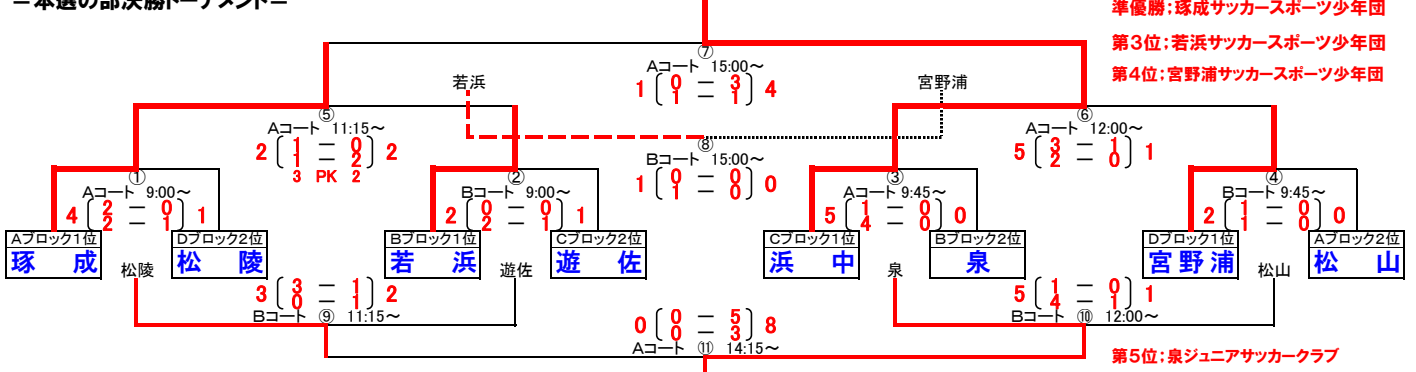 =本選の部決勝トーナメント=
準優勝;琢成サッカースポーツ少年団
第3位;若浜サッカースポーツ少年団
第4位;宮野浦サッカースポーツ少年団
⑦
Aコート 15:00～
1 0 — 3 4
1 — 1
若浜
宮野浦
⑤
Aコート 11:15～
2 1 — 0 2
1 — 2
3 PK 2
⑥
Aコート 12:00～
5 3 — 1 1
2 — 0
⑧
Bコート 15:00～
1 0 — 0 0
1 — 0
①
Aコート 9:00～
4 2 — 0 1
2 — 1
②
Bコート 9:00～
2 0 — 0 1
2 — 1
③
Aコート 9:45～
5 1 — 0 0
4 — 0
④
Bコート 9:45～
2 1 — 0 0
1 — 0
Aブロック1位 Dブロック2位 Bブロック1位 Cブロック2位 Cブロック1位 Bブロック2位 Dブロック1位 Aブロック2位
琢 成 松 陵 若 浜 遊 佐 浜 中 泉 宮野浦 松 山
松陵 遊佐 泉 松山
3 3 — 1 2
0 — 1
Bコート ⑨ 11:15～
5 1 — 0 1
4 — 1
Bコート ⑩ 12:00～
0 0 — 5 8
0 — 3
Aコート ⑪ 14:15～
第5位;泉ジュニアサッカークラブ